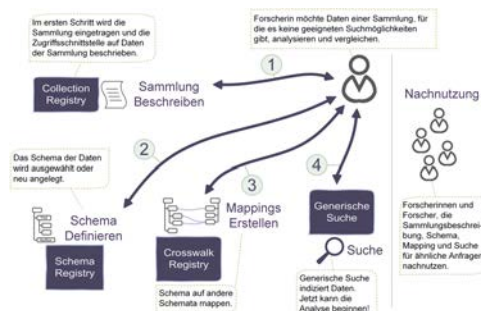 Im ersten Schritt wird die
Sammlung eingetragen und die
Zugriffsschnittstelle auf Daten
der Sammlung beschrieben.
Forscherin möchte Daten einer Sammlung, für
die es keine geeigneten Suchmöglichkeiten
gibt, analysieren und vergleichen.
1
Collection
Registry
Sammlung
Beschreiben
Nachnutzung
2
4
Das Schema der Daten
wird ausgewählt oder
neu angelegt.
3
Schema
Definieren
Mappings
Erstellen
Generische
Suche
Forscherinnen und
Forscher, die
Sammlungsbeschrei-
bung, Schema,
Mapping und Suche
für ähnliche Anfragen
nachnutzen.
Schema
Registry
Crosswalk
Registry
Suche
Schema auf andere
Schemata mappen.
Generische Suche
indiziert Daten.
Jetzt kann die
Analyse beginnen!